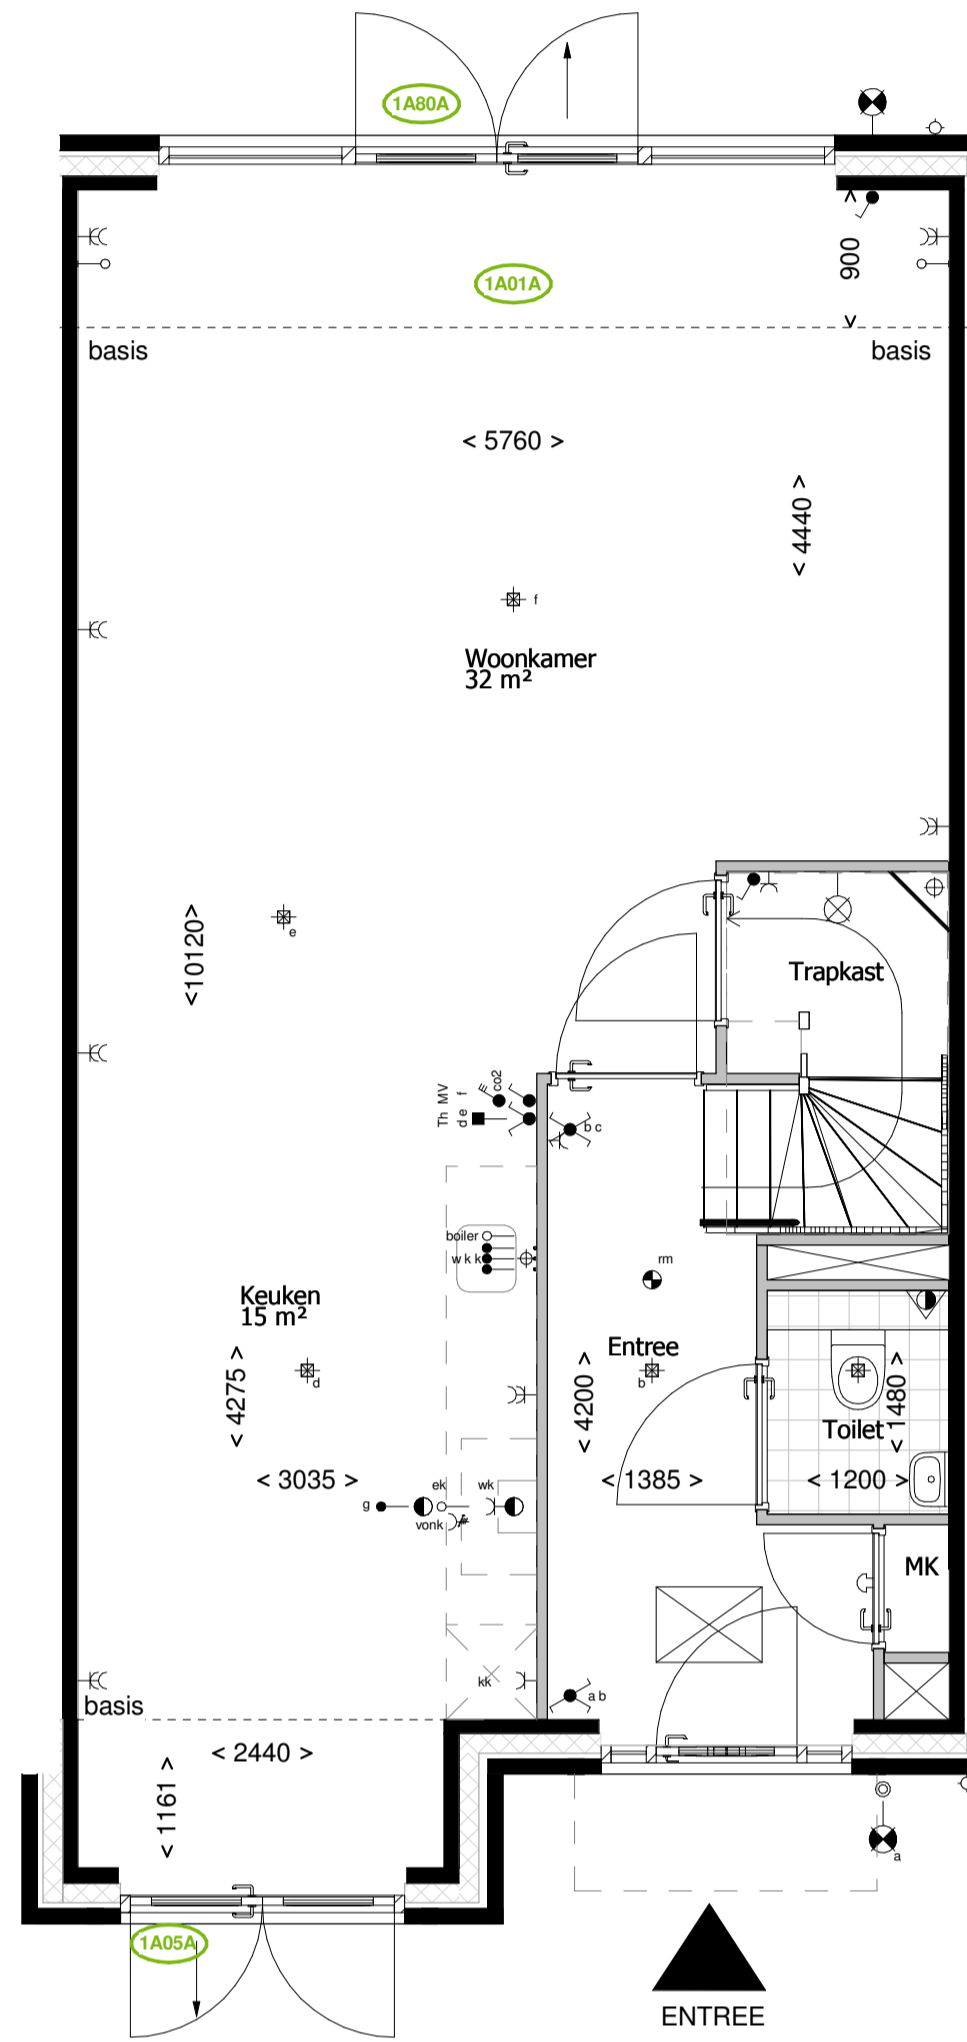 1A80A
900
1A01A
basis
basis
< 5760 >
< 4440 >
f
Woonkamer
32 m²
e
<10120>
Trapkast
Th MV
d e f
co2
b c
boiler
w k k
rm
Keuken
15 m²
d
Entree
b
< 4275 >
< 4200 >
< 1480 >
Toilet
< 3035 >
< 1385 >
< 1200 >
g
ek
wk
vonk
MK
kk
a b
basis
< 2440 >
< 1161 >
a
1A05A
ENTREE